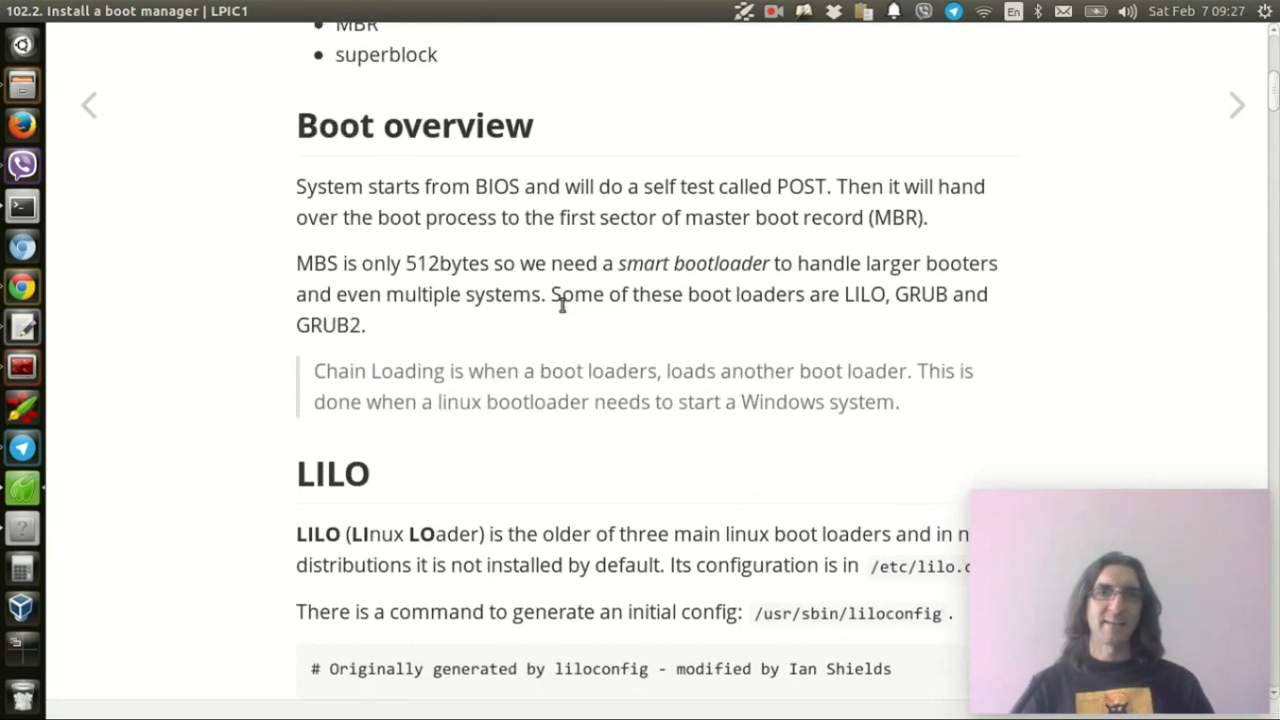 102.2. Install a boot manager | LPIC1
En
Sat Feb 7 09:27
MBR
superblock
Boot overview
System starts from BIOS and will do a self test called POST. Then it will hand
over the boot process to the first sector of master boot record (MBR).
MBS is only 512bytes so we need a smart bootloader to handle larger booters
and even multiple systems. Some of these boot loaders are LILO, GRUB and
GRUB2.
Chain Loading is when a boot loaders, loads another boot loader. This is
done when a linux bootloader needs to start a Windows system.
LILO
LILO (LInux LOader) is the older of three main linux boot loaders and in n
distributions it is not installed by default. Its configuration is in /etc/lilo.c
There is a command to generate an initial config: /usr/sbin/liloconfig .
# Originally generated by liloconfig - modified by Ian Shields